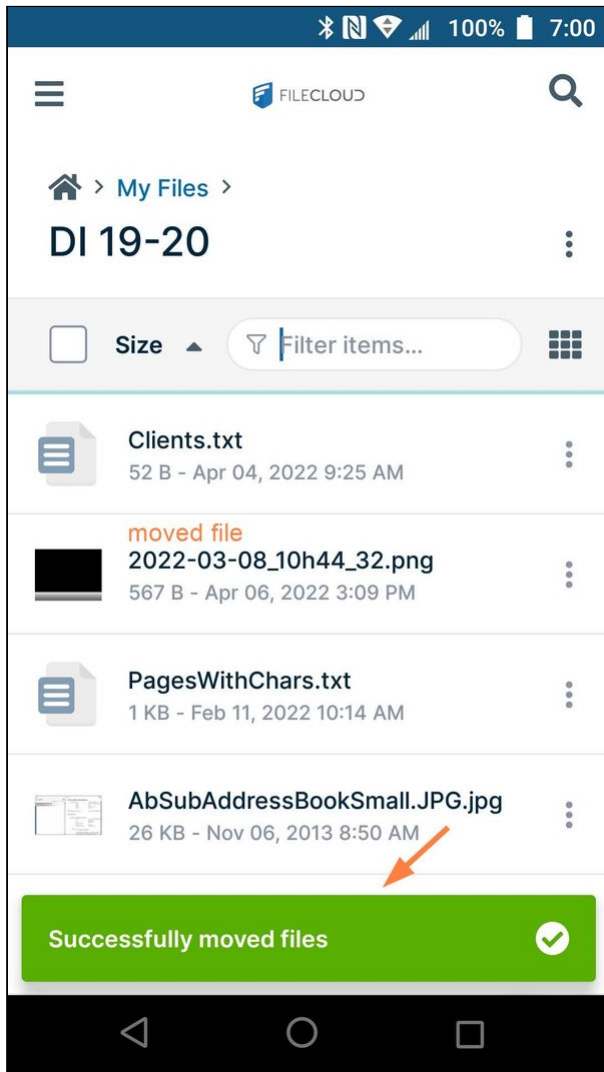 100% 7:00
FILECLOUD
My Files
DI 19-20
Size
Filter items...
Clients.txt
52 B - Apr 04, 2022 9:25 AM
moved file
2022-03-08_10h44_32.png
567 B - Apr 06, 2022 3:09 PM
PagesWithChars.txt
1 KB - Feb 11, 2022 10:14 AM
AbSubAddressBookSmall.JPG.jpg
26 KB - Nov 06, 2013 8:50 AM
Successfully moved files